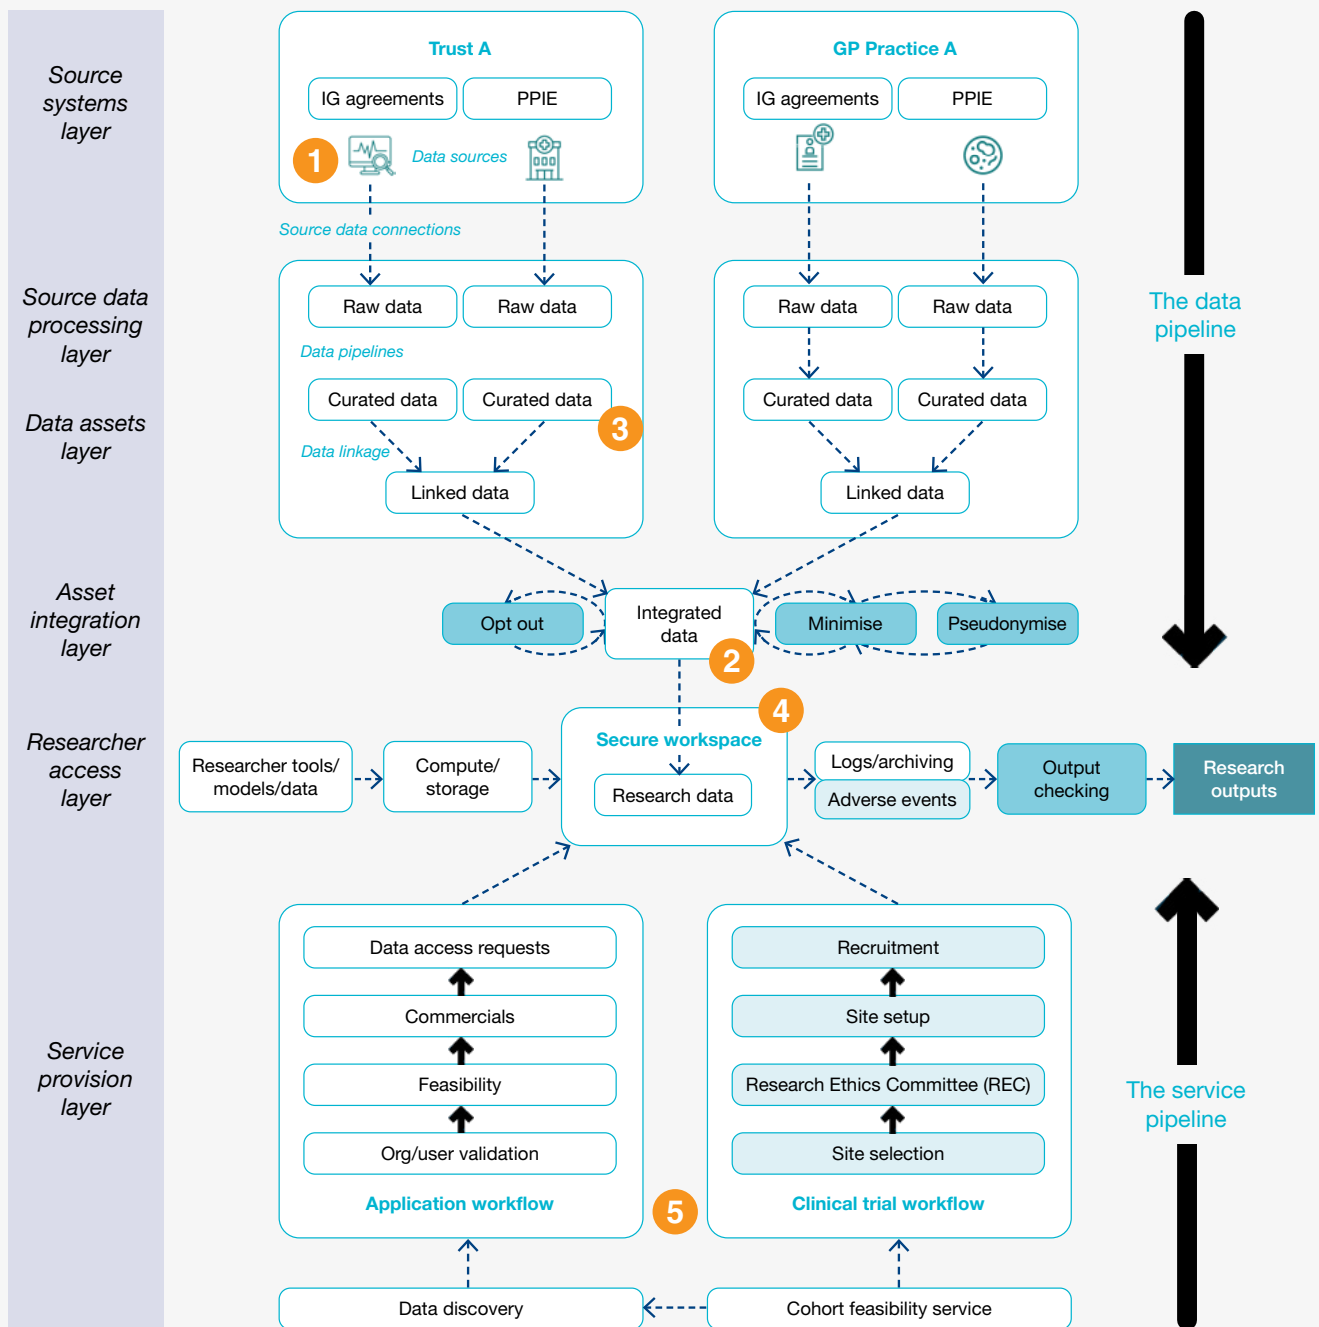 Source
systems
layer
Trust A
IG agreements
PPIE
1
Data sources
GP Practice A
IG agreements
PPIE
Source data connections
Source data
processing
layer
Raw data
Raw data
Data pipelines
Raw data
Raw data
The data
pipeline
Data assets
layer
Curated data
Curated data
3
Data linkage
Linked data
Curated data
Curated data
Linked data
Asset
integration
layer
Opt out
Integrated
data
2
Minimise
Pseudonymise
Researcher
access
layer
Researcher tools/
models/data
Compute/
storage
4
Secure workspace
Research data
Logs/archiving
Adverse events
Output
checking
Research
outputs
Service
provision
layer
Data access requests
Commercials
Feasibility
Org/user validation
Application workflow
5
Recruitment
Site setup
Research Ethics Committee (REC)
Site selection
Clinical trial workflow
The service
pipeline
Data discovery
Cohort feasibility service